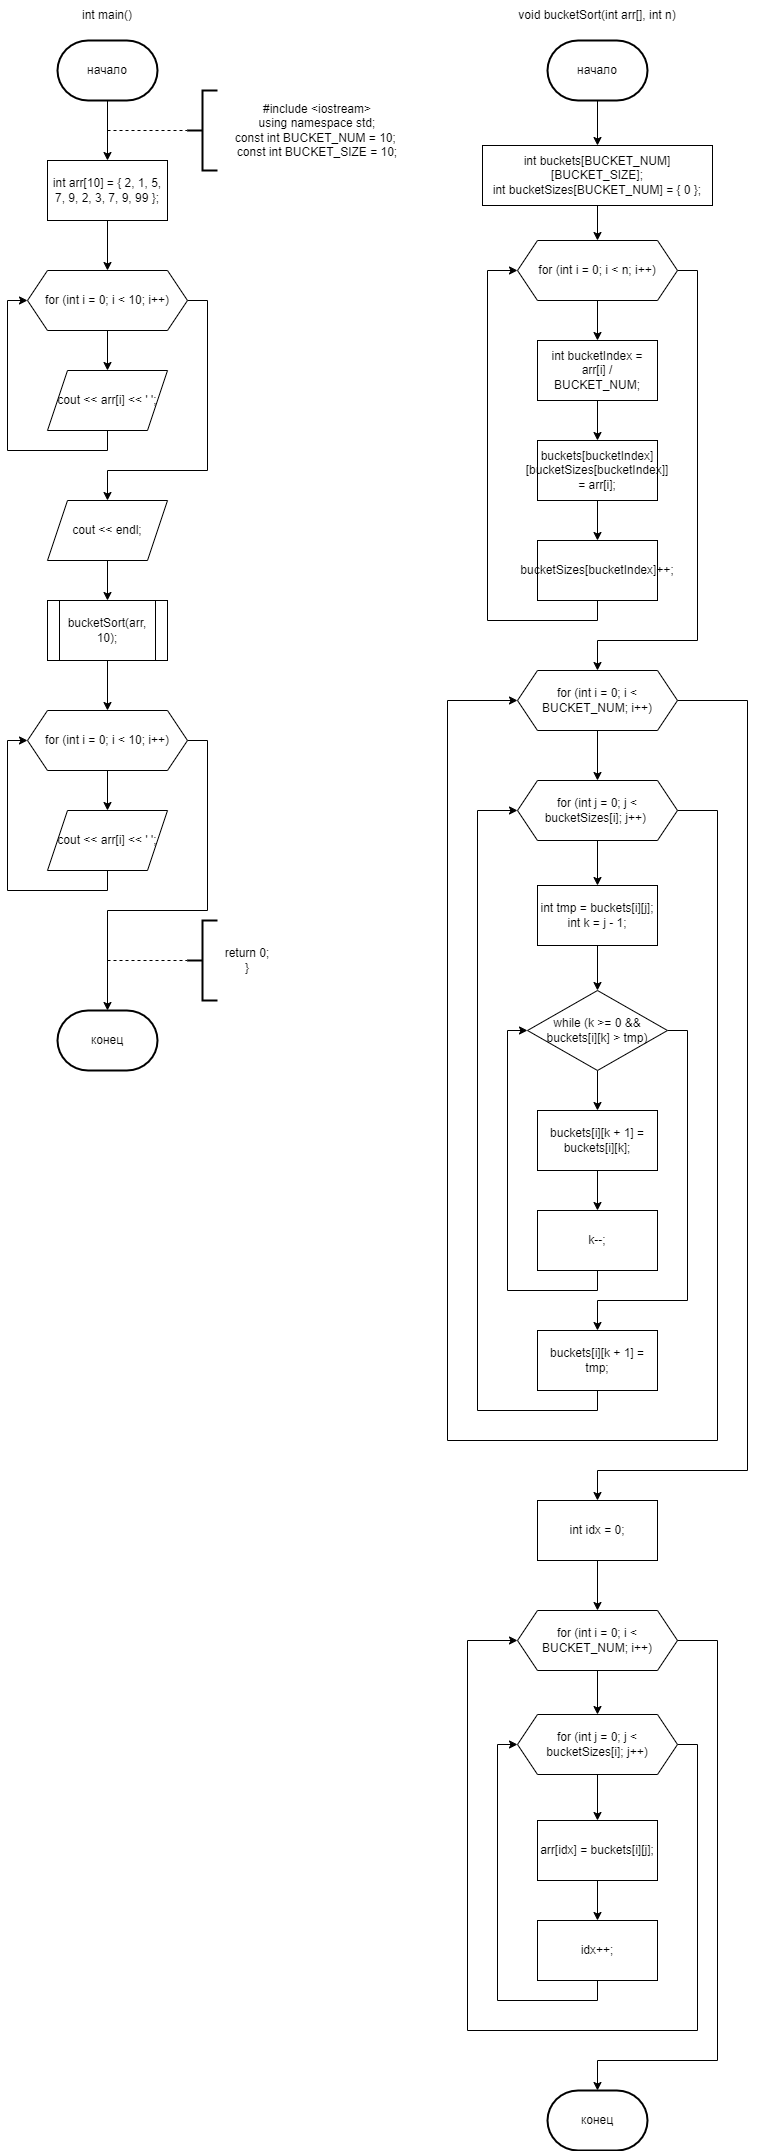 int main()
начало
#include <iostream>
using namespace std;
const int BUCKET_NUM = 10;
const int BUCKET_SIZE = 10;
int arr[10] = { 2, 1, 5,
7, 9, 2, 3, 7, 9, 99 };
for (int i = 0; i < 10; i++)
cout << arr[i] << ' ';
cout << endl;
bucketSort(arr,
10);
for (int i = 0; i < 10; i++)
cout << arr[i] << ' ';
return 0;
}
конец
void bucketSort(int arr[], int n)
начало
int buckets[BUCKET_NUM]
[BUCKET_SIZE];
int bucketSizes[BUCKET_NUM] = { 0 };
for (int i = 0; i < n; i++)
int bucketIndex =
arr[i] /
BUCKET_NUM;
buckets[bucketIndex]
[bucketSizes[bucketIndex]]
= arr[i];
bucketSizes[bucketIndex]++;
for (int i = 0; i <
BUCKET_NUM; i++)
for (int j = 0; j <
bucketSizes[i]; j++)
int tmp = buckets[i][j];
int k = j - 1;
while (k >= 0 &&
buckets[i][k] > tmp)
buckets[i][k + 1] =
buckets[i][k];
k--;
buckets[i][k + 1] =
tmp;
int idx = 0;
for (int i = 0; i <
BUCKET_NUM; i++)
for (int j = 0; j <
bucketSizes[i]; j++)
arr[idx] = buckets[i][j];
idx++;
конец